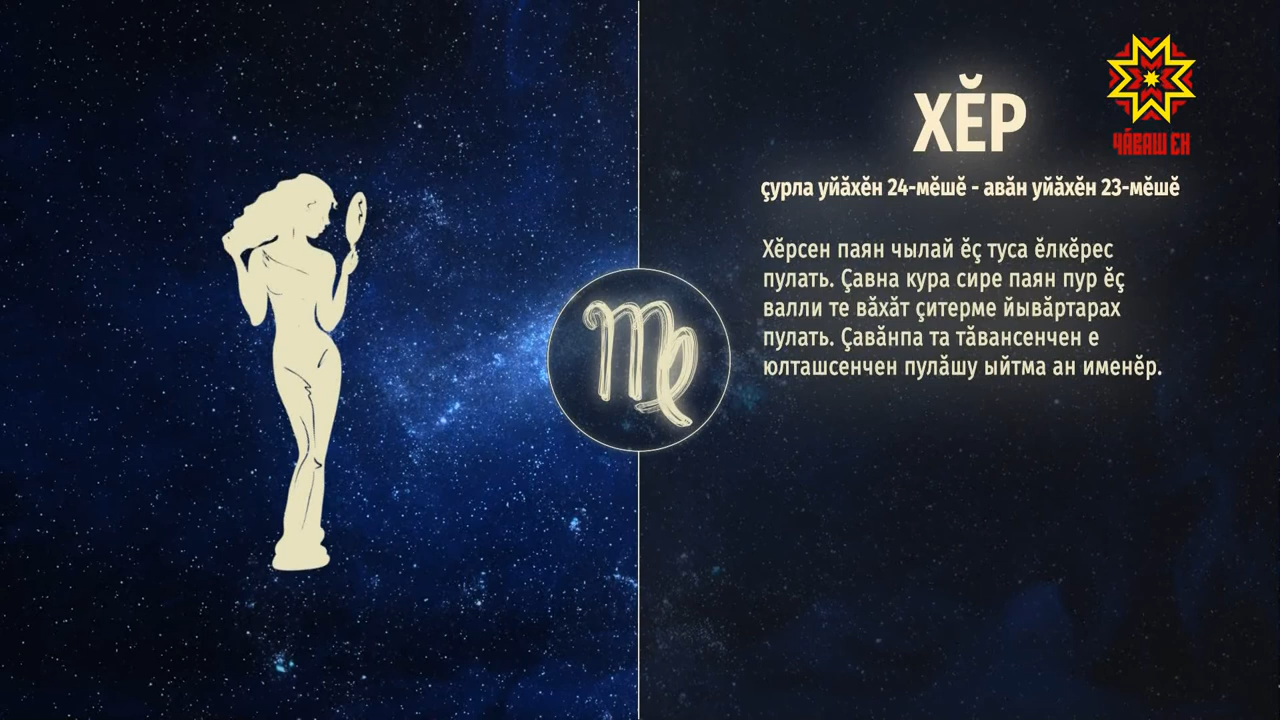 ХӖР
ЧӐВАШ ЕН
ҫурла уйӑхӗн 24-мӗшӗ - авӑн уйӑхӗн 23-мӗшӗ
Хӗрсен паян чылай ӗҫ туса ӗлкӗрес
пулать. Ҫавна кура сире паян пур ӗҫ
валли те вӑхӑт ҫитерме йывӑртарах
пулать. Ҫавӑнпа та тӑвансенчен е
юлташсенчен пулӑшу ыйтма ан именӗр.